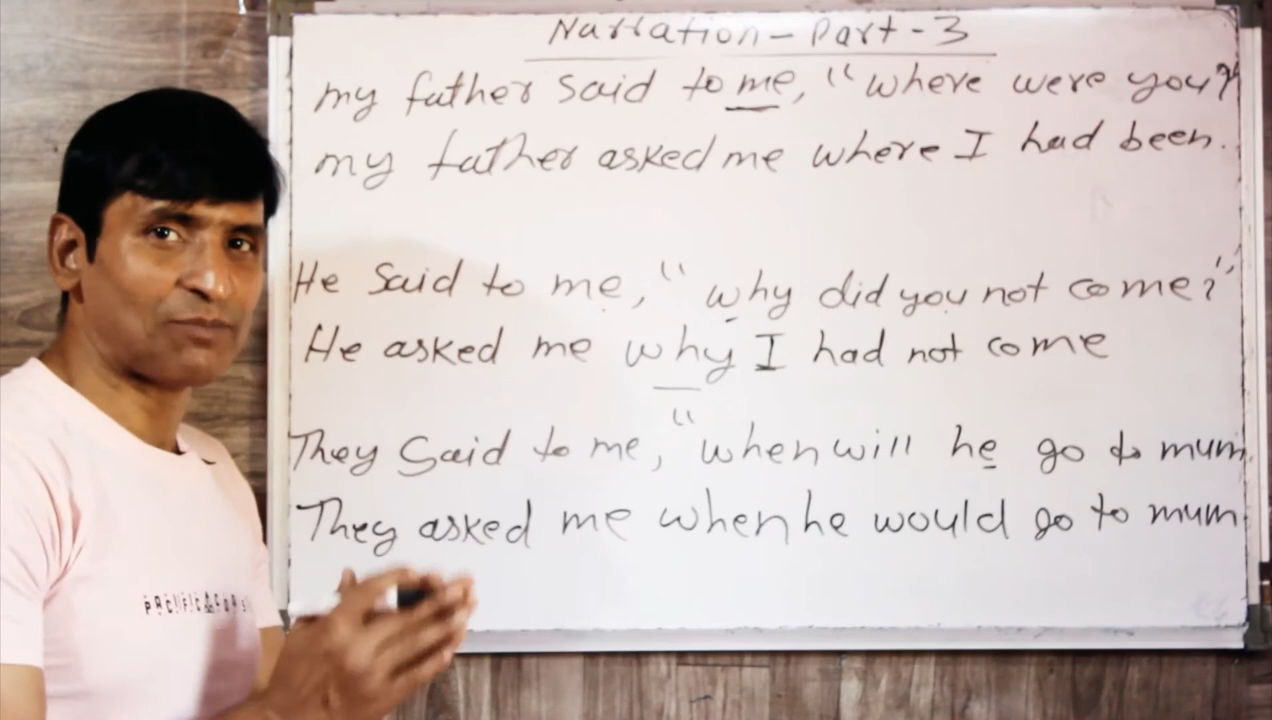 Narration - Part - 3
my father said to me, "where were you?"
my father asked me where I had been.
He said to me, "why did you not come?"
He asked me why I had not come
They said to me, "when will he go to mum
They asked me when he would go to mum